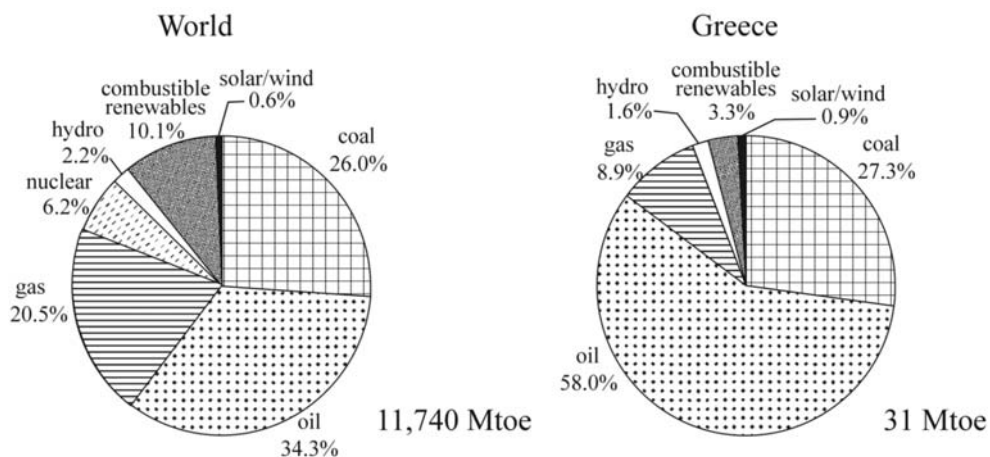 World
solar/wind
0.6%
combustible
renewables
10.1%
hydro
2.2%
nuclear
6.2%
gas
20.5%
coal
26.0%
oil
34.3%
11,740 Mtoe
Greece
combustible
renewables
3.3%
hydro
1.6%
solar/wind
0.9%
gas
8.9%
coal
27.3%
oil
58.0%
31 Mtoe